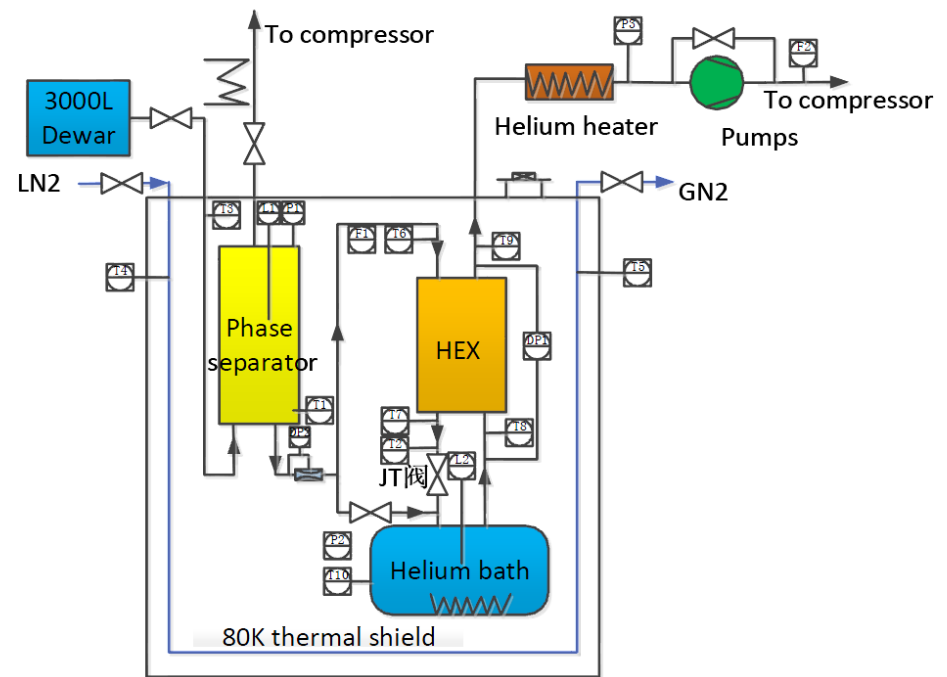 To compressor
P3
F2
3000L
Dewar
To compressor
Helium heater
Pumps
LN2
GN2
T3
L1
P1
F1
T6
T9
T4
T5
Phase
separator
HEX
DP1
T1
T7
DP3
T8
T2
L2
JT阀
P2
Helium bath
T10
80K thermal shield